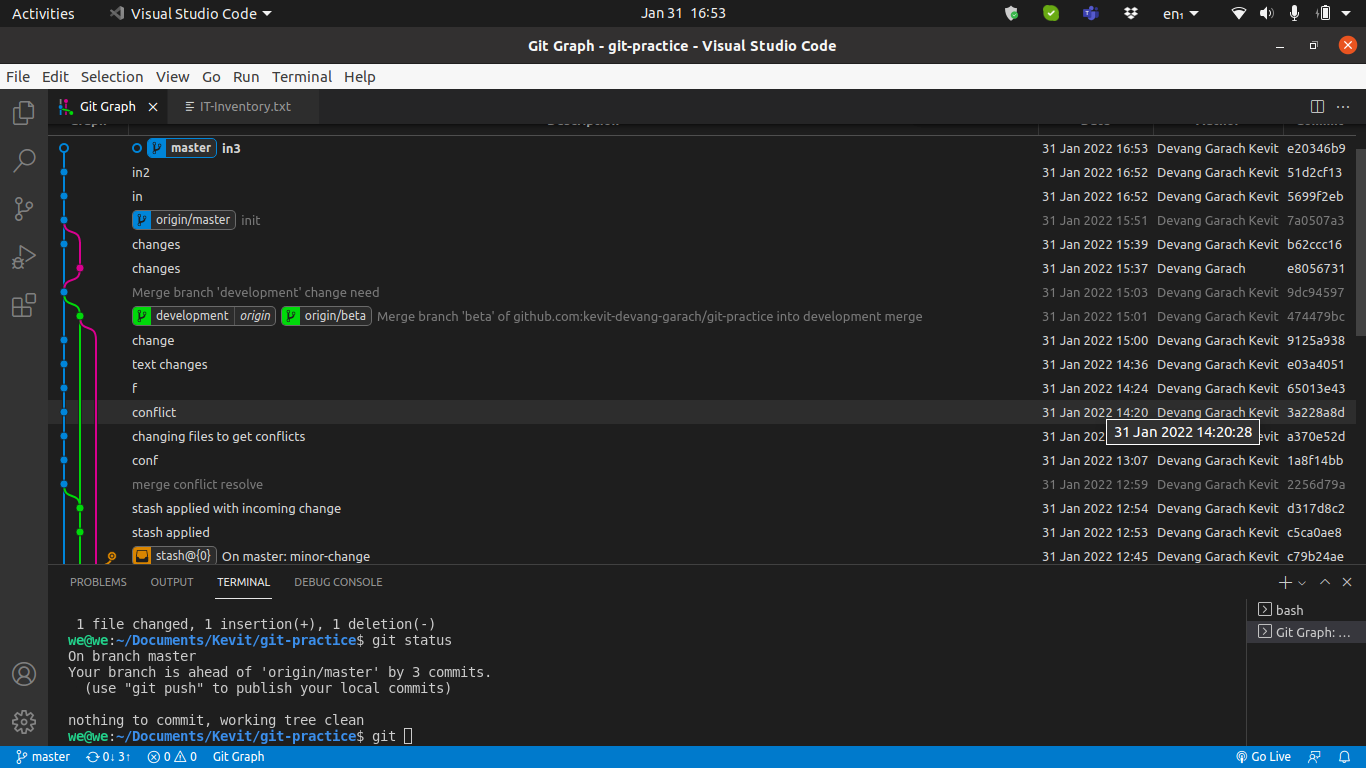 Activities Visual Studio Code Jan 31 16:53 en₁
Git Graph - git-practice - Visual Studio Code
File Edit Selection View Go Run Terminal Help
Git Graph IT-Inventory.txt
master in3 31 Jan 2022 16:53 Devang Garach Kevit e20346b9
in2 31 Jan 2022 16:52 Devang Garach Kevit 51d2cf13
in 31 Jan 2022 16:52 Devang Garach Kevit 5699f2eb
origin/master init 31 Jan 2022 15:51 Devang Garach Kevit 7a0507a3
changes 31 Jan 2022 15:39 Devang Garach Kevit b62ccc16
changes 31 Jan 2022 15:37 Devang Garach e8056731
Merge branch 'development' change need 31 Jan 2022 15:03 Devang Garach Kevit 9dc94597
development origin origin/beta Merge branch 'beta' of github.com:kevit-devang-garach/git-practice into development merge 31 Jan 2022 15:01 Devang Garach Kevit 474479bc
change 31 Jan 2022 15:00 Devang Garach Kevit 9125a938
text changes 31 Jan 2022 14:36 Devang Garach Kevit e03a4051
f 31 Jan 2022 14:24 Devang Garach Kevit 65013e43
conflict 31 Jan 2022 14:20 Devang Garach Kevit 3a228a8d
31 Jan 2022 14:20:28
changing files to get conflicts 31 Jan 2022 evit a370e52d
conf 31 Jan 2022 13:07 Devang Garach Kevit 1a8f14bb
merge conflict resolve 31 Jan 2022 12:59 Devang Garach Kevit 2256d79a
stash applied with incoming change 31 Jan 2022 12:54 Devang Garach Kevit d317d8c2
stash applied 31 Jan 2022 12:53 Devang Garach Kevit c5ca0ae8
stash@{0} On master: minor-change 31 Jan 2022 12:45 Devang Garach Kevit c79b24ae
PROBLEMS OUTPUT TERMINAL DEBUG CONSOLE
1 file changed, 1 insertion(+), 1 deletion(-)
we@we:~/Documents/Kevit/git-practice$ git status
On branch master
Your branch is ahead of 'origin/master' by 3 commits.
(use "git push" to publish your local commits)
nothing to commit, working tree clean
we@we:~/Documents/Kevit/git-practice$ git
bash
Git Graph: ...
master 0↓ 3↑ 0 0 Git Graph Go Live